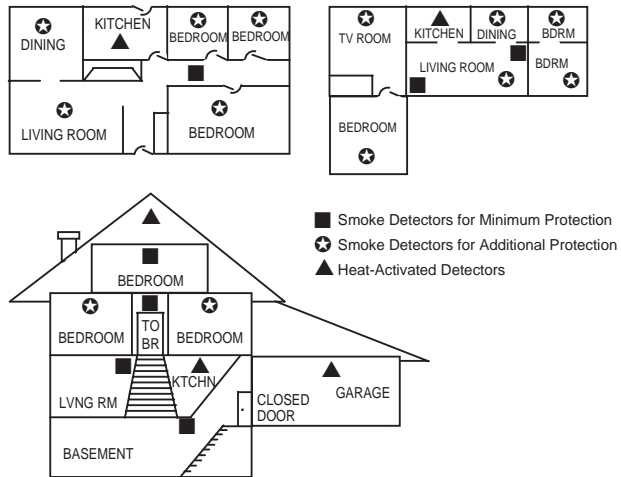 DINING
KITCHEN
BEDROOM
BEDROOM
LIVING ROOM
BEDROOM
TV ROOM
KITCHEN
DINING
BDRM
LIVING ROOM
BDRM
BEDROOM
Smoke Detectors for Minimum Protection
Smoke Detectors for Additional Protection
Heat-Activated Detectors
BEDROOM
BEDROOM
TO
BR
BEDROOM
LVNG RM
KTCHN
CLOSED
DOOR
GARAGE
BASEMENT